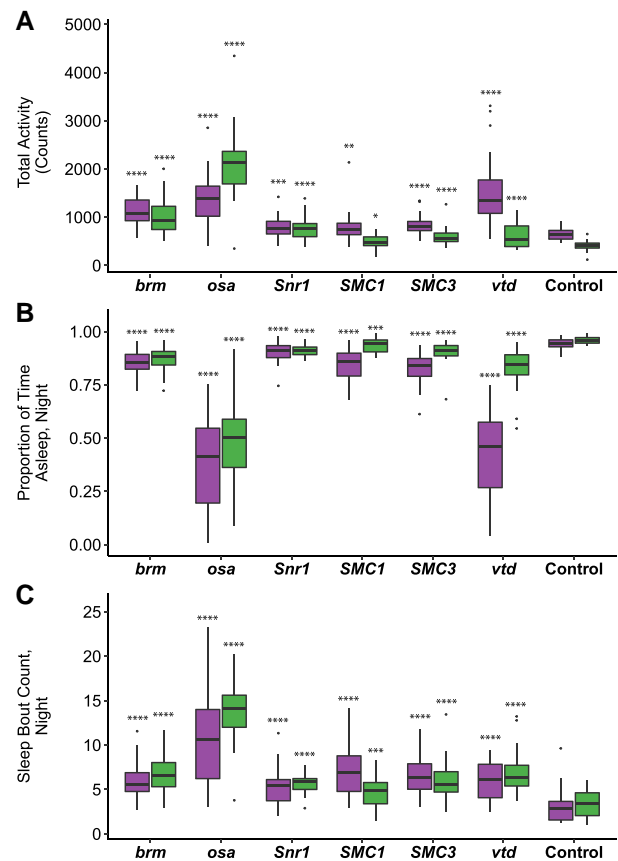 A
Total Activity
(Counts)
5000
4000
3000
2000
1000
0
**** **** **** **** *** **** ** * **** **** **** ****
brm osa Snr1 SMC1 SMC3 vtd Control
B
Proportion of Time
Asleep, Night
1.00
0.75
0.50
0.25
0.00
**** **** **** **** **** **** **** *** **** **** **** ****
brm osa Snr1 SMC1 SMC3 vtd Control
C
Sleep Bout Count,
Night
25
20
15
10
5
0
**** **** **** **** **** **** **** *** **** **** **** ****
brm osa Snr1 SMC1 SMC3 vtd Control